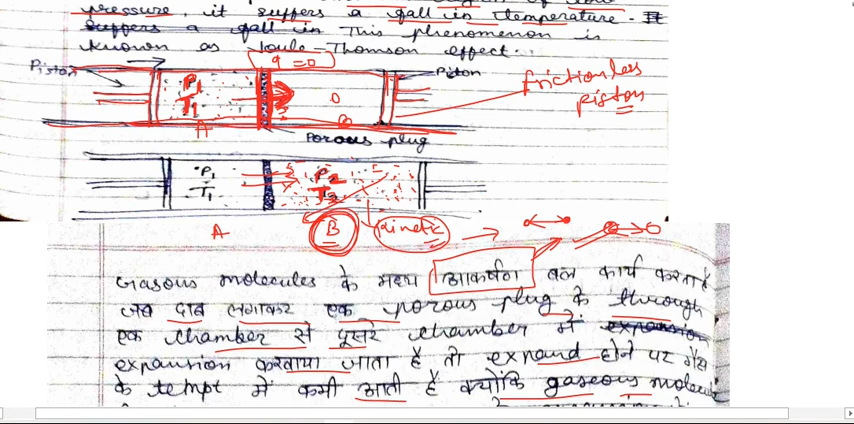 pressure, it suffers a fall in temperature. It
suffers a fall in This phenomenon is
known as Joule-Thomson effect.
q = 0
Piston
Piston
frictionless
piston
P₁
T₁
O
A
B
Porous plug
P₁
T₁
P₂
T₂
A
B
kinetic
Gasous molecules के मध्य आकर्षण बल कार्य करता है
जब दाब लगाकर एक porous plug के through
एक chamber से दूसरे chamber में expansion
expansion करवाया जाता है तो expand होने पर गैस
के tempt में कमी आती है क्योंकि gaseous molecule